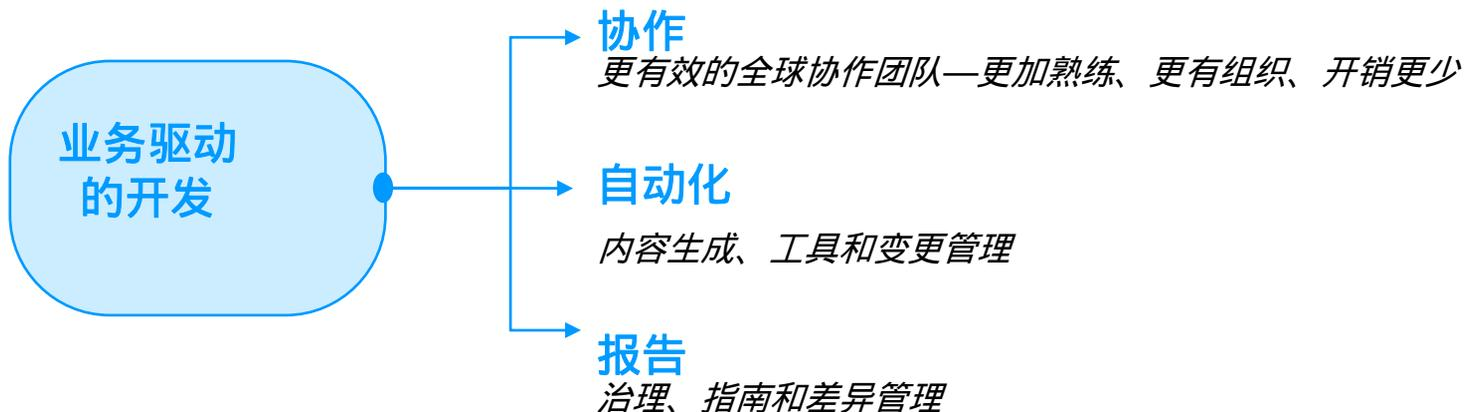 业务驱动
的开发
协作
更有效的全球协作团队—更加熟练、更有组织、开销更少
自动化
内容生成、工具和变更管理
报告
治理、指南和差异管理